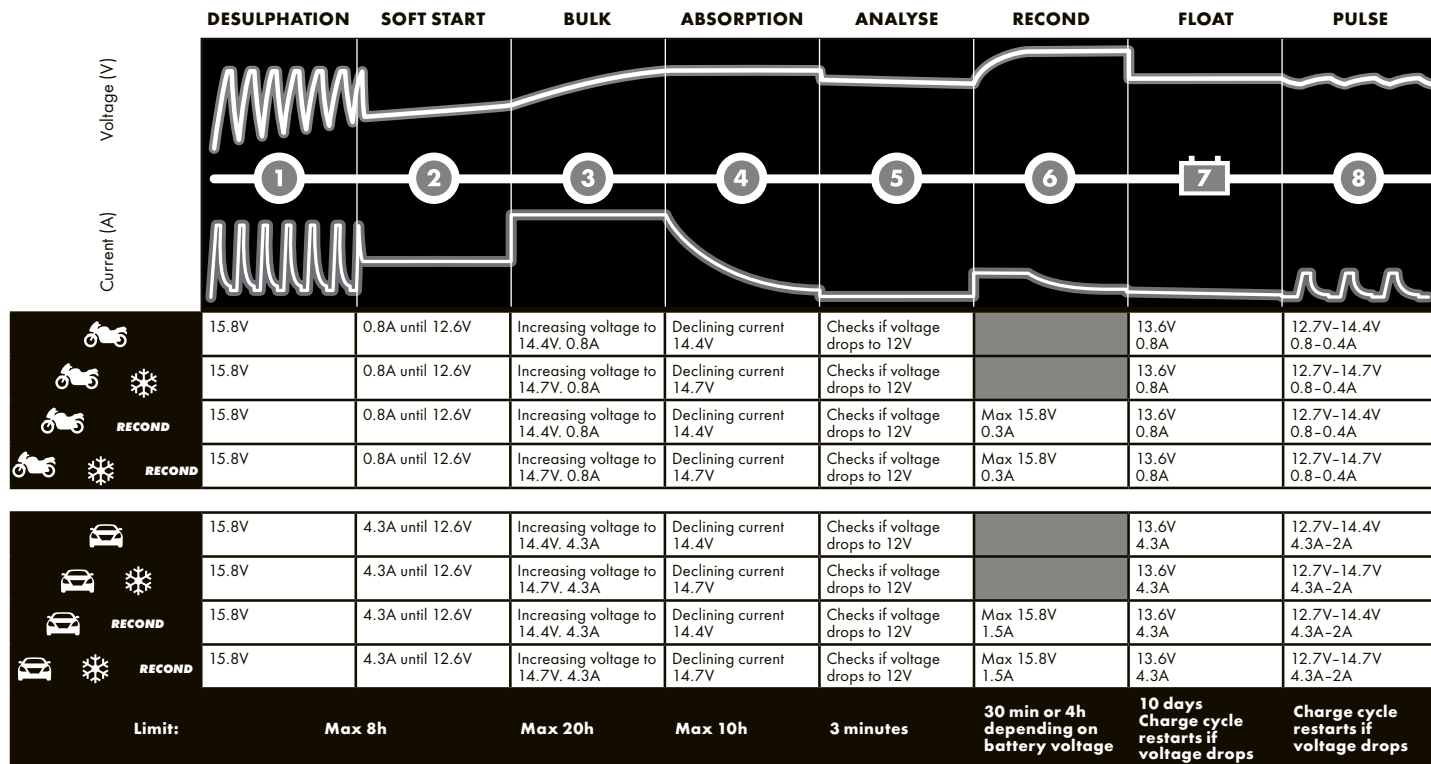 DESULPHATION SOFT START BULK ABSORPTION ANALYSE RECOND FLOAT PULSE
Voltage (V)
1 2 3 4 5 6 7 8
Current (A)
15.8V 0.8A until 12.6V Increasing voltage to Declining current Checks if voltage 13.6V 12.7V–14.4V
14.4V. 0.8A 14.4V drops to 12V 0.8A 0.8–0.4A
15.8V 0.8A until 12.6V Increasing voltage to Declining current Checks if voltage 13.6V 12.7V–14.7V
14.7V. 0.8A 14.7V drops to 12V 0.8A 0.8–0.4A
RECOND 15.8V 0.8A until 12.6V Increasing voltage to Declining current Checks if voltage Max 15.8V 13.6V 12.7V–14.4V
14.4V. 0.8A 14.4V drops to 12V 0.3A 0.8A 0.8–0.4A
RECOND 15.8V 0.8A until 12.6V Increasing voltage to Declining current Checks if voltage Max 15.8V 13.6V 12.7V–14.7V
14.7V. 0.8A 14.7V drops to 12V 0.3A 0.8A 0.8–0.4A
15.8V 4.3A until 12.6V Increasing voltage to Declining current Checks if voltage 13.6V 12.7V–14.4V
14.4V. 4.3A 14.4V drops to 12V 4.3A 4.3A–2A
15.8V 4.3A until 12.6V Increasing voltage to Declining current Checks if voltage 13.6V 12.7V–14.7V
14.7V. 4.3A 14.7V drops to 12V 4.3A 4.3A–2A
RECOND 15.8V 4.3A until 12.6V Increasing voltage to Declining current Checks if voltage Max 15.8V 13.6V 12.7V–14.4V
14.4V. 4.3A 14.4V drops to 12V 1.5A 4.3A 4.3A–2A
RECOND 15.8V 4.3A until 12.6V Increasing voltage to Declining current Checks if voltage Max 15.8V 13.6V 12.7V–14.7V
14.7V. 4.3A 14.7V drops to 12V 1.5A 4.3A 4.3A–2A
Limit: Max 8h Max 20h Max 10h 3 minutes
30 min or 4h
depending on
battery voltage
10 days
Charge cycle
restarts if
voltage drops
Charge cycle
restarts if
voltage drops